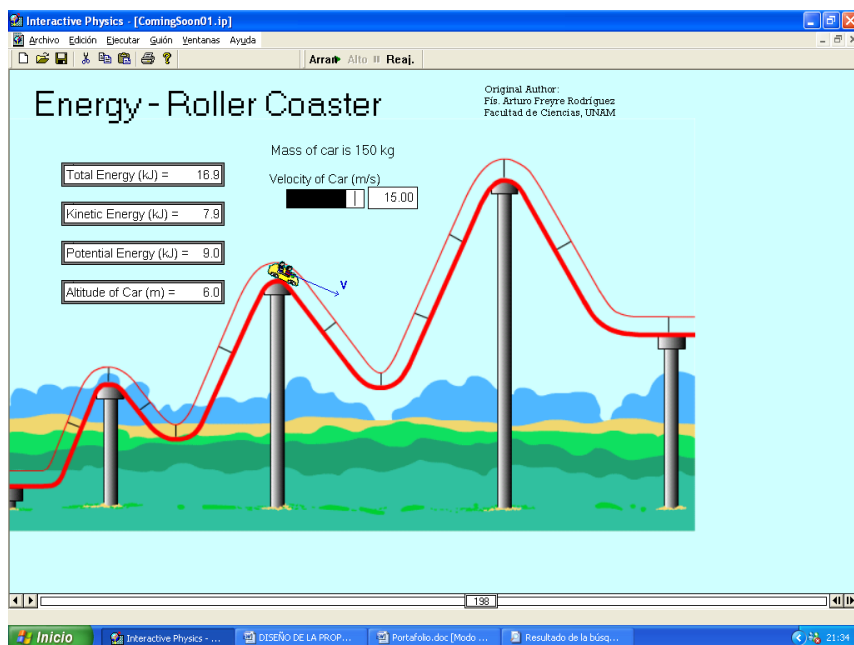 Interactive Physics - [ComingSoon01.ip]
Archivo Edición Ejecutar Guión Ventanas Ayuda
Arran Alto Reaj.
Energy - Roller Coaster
Original Author:
Fís. Arturo Freyre Rodríguez
Facultad de Ciencias, UNAM
Mass of car is 150 kg
Total Energy (kJ) = 16.9
Velocity of Car (m/s)
15.00
Kinetic Energy (kJ) = 7.9
Potential Energy (kJ) = 9.0
Altitude of Car (m) = 6.0
V
198
Inicio
Interactive Physics - ...
DISEÑO DE LA PROP...
Portafolio.doc [Modo ...
Resultado de la búsq...
21:34